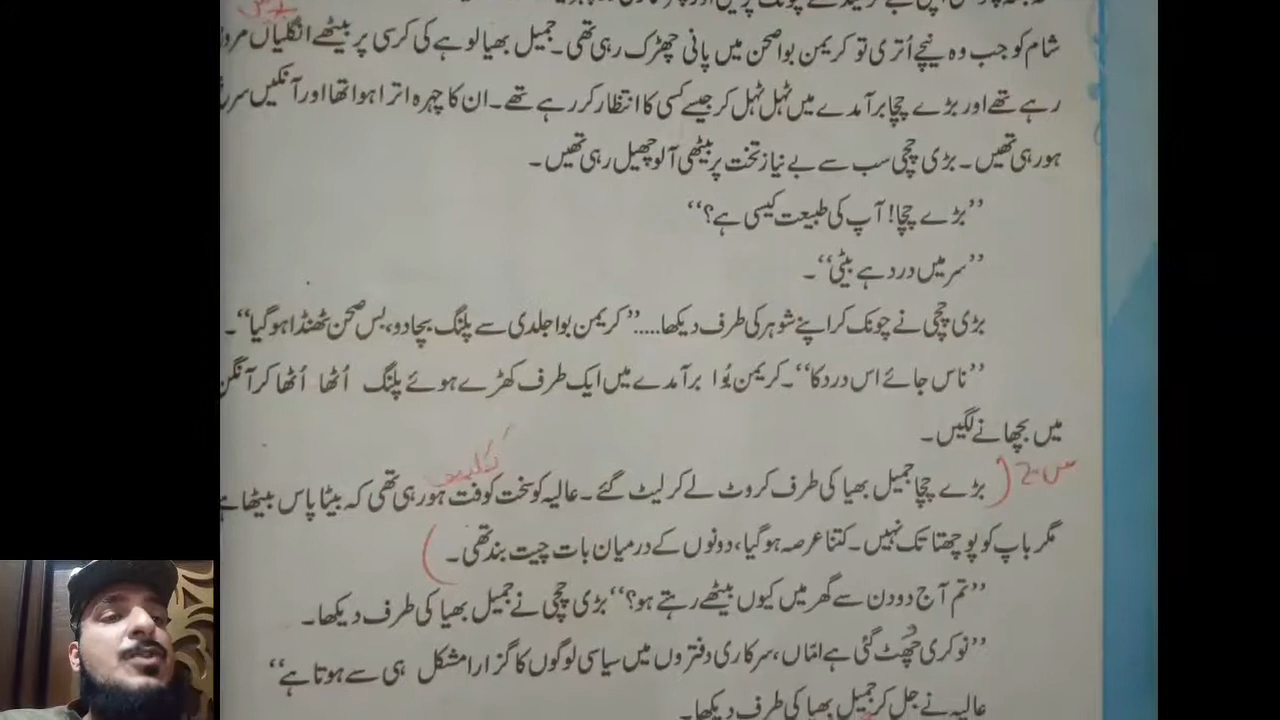 شام کو جب وہ نیچے اُتری تو کریمن بوا صحن میں پانی چھڑک رہی تھی۔ جمیل بھیا لوہے کی کرسی پر بیٹھے انگلیاں
رہے تھے اور بڑے چچا برآمدے میں ٹہل ٹہل کر جیسے کسی کا انتظار کر رہے تھے۔ ان کا چہرہ اترا ہوا تھا اور آنکھیں
ہو رہی تھیں۔ بڑی چچی سب سے بے نیاز تخت پر بیٹھی آلو چھیل رہی تھیں۔
’’بڑے چچا! آپ کی طبیعت کیسی ہے؟‘‘
’’سر میں درد ہے بیٹی‘‘۔
بڑی چچی نے چونک کر اپنے شوہر کی طرف دیکھا....’’کریمن بوا جلدی سے پلنگ بچا دو، بس صحن ٹھنڈا ہو گیا‘‘۔
’’ناس جائے اس درد کا‘‘۔ کریمن بُوا برآمدے میں ایک طرف کھڑے ہوئے پلنگ اُٹھا اُٹھا کر آنگن
میں بچھانے لگیں۔
تکلیف
س-2
بڑے چچا جمیل بھیا کی طرف کروٹ لے کر لیٹ گئے۔ عالیہ کو سخت کوفت ہو رہی تھی کہ بیٹا پاس بیٹھا ہے
مگر باپ کو پوچھتا تک نہیں۔ کتنا عرصہ ہو گیا، دونوں کے درمیان بات چیت بند تھی۔
’’تم آج دو دن سے گھر میں کیوں بیٹھے رہتے ہو؟‘‘ بڑی چچی نے جمیل بھیا کی طرف دیکھا۔
’’نوکری چُھٹ گئی ہے امّاں، سرکاری دفتروں میں سیاسی لوگوں کا گزارا مشکل ہی سے ہوتا ہے‘‘
عالیہ نے جل کر جمیل بھیا کی طرف دیکھا۔